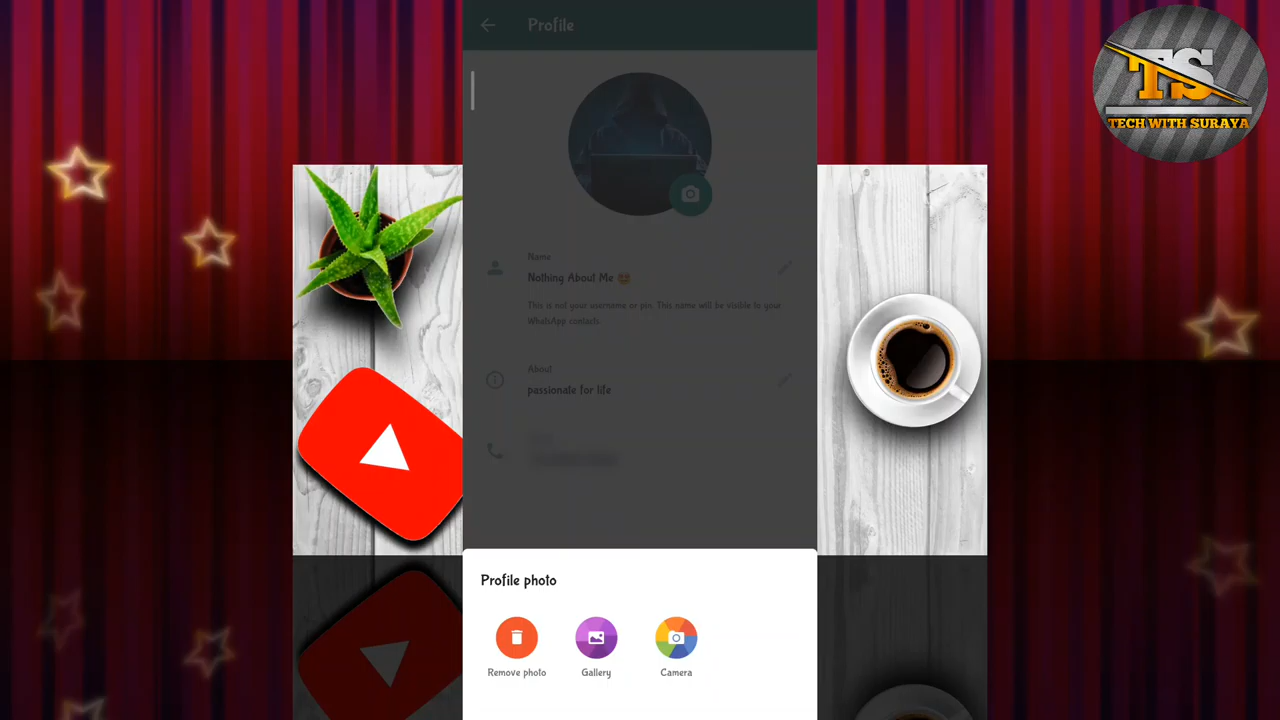 Profile
TS
TECH WITH SURAYA
Name
Nothing About Me 😊
This is not your username or pin. This name will be visible to your
WhatsApp contacts
About
passionate for life
Profile photo
Remove photo
Gallery
Camera